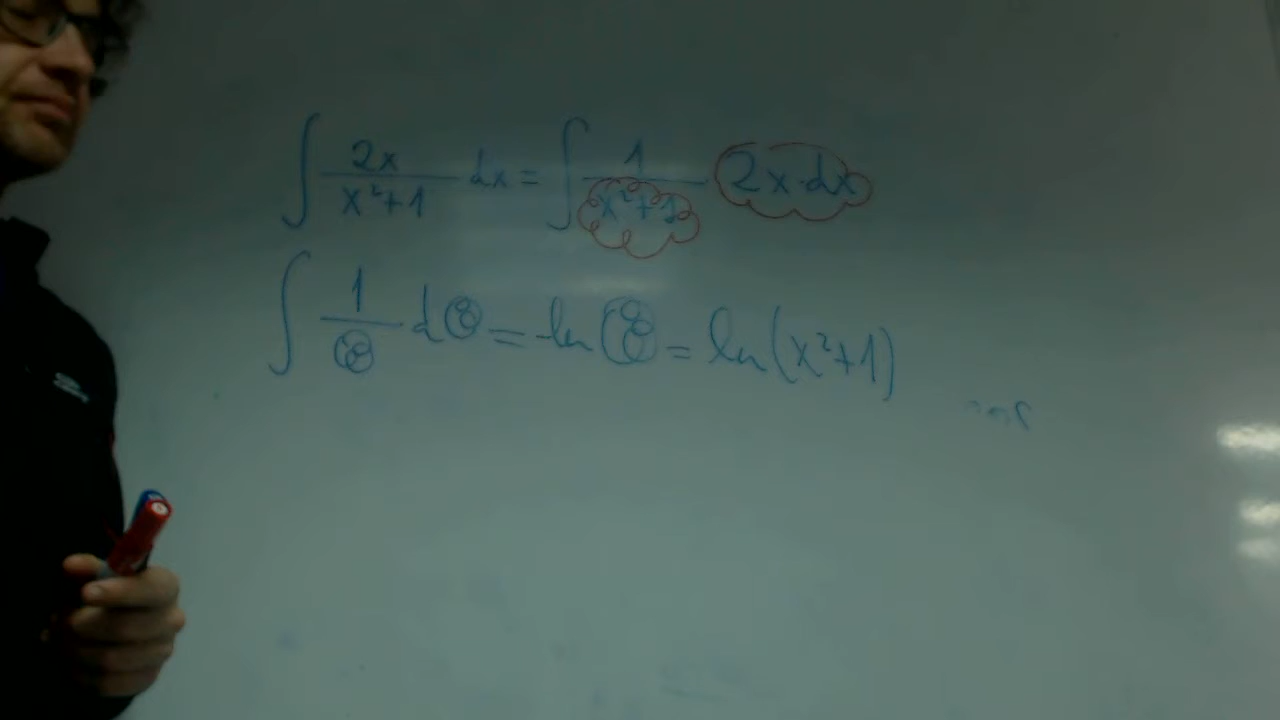 ∫ 2x/(x²+1) dx = ∫ 1/(x²+1) 2x·dx
∫ 1/⊗ d⊗ = ln(⊗) = ln(x²+1)